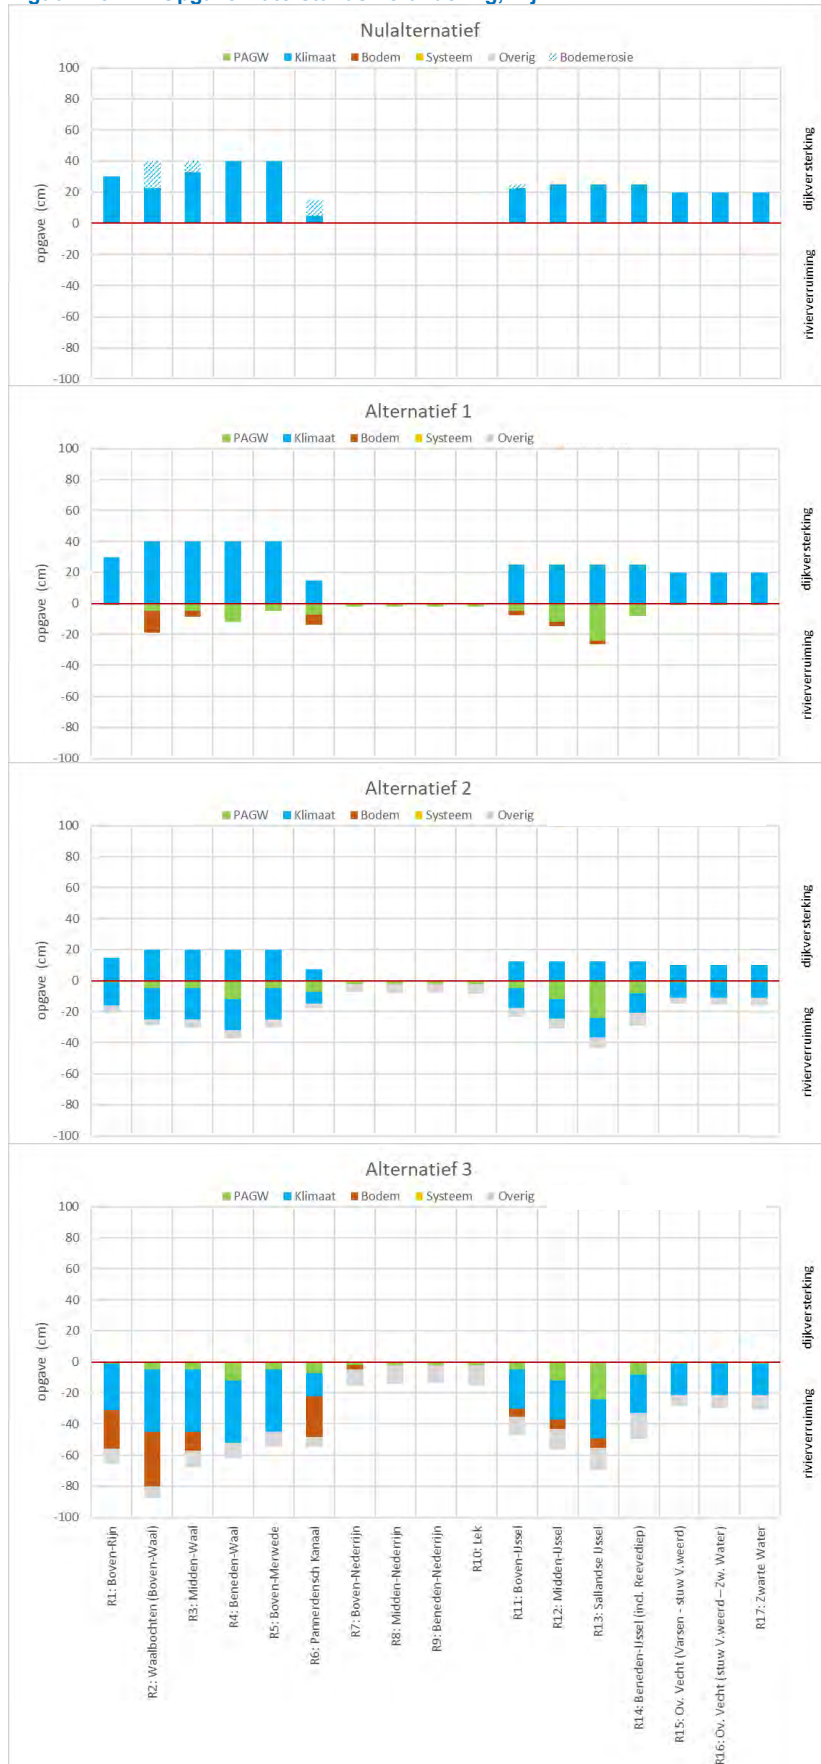 Nulalternatief
PAGW Klimaat Bodem Systeem Overig Bodemerosie
100
80
60
40
20
0
-20
-40
-60
-80
-100
opgave (cm)
dijkversterking
rivierverruiming
Alternatief 1
PAGW Klimaat Bodem Systeem Overig
100
80
60
40
20
0
-20
-40
-60
-80
-100
opgave (cm)
dijkversterking
rivierverruiming
Alternatief 2
PAGW Klimaat Bodem Systeem Overig
100
80
60
40
20
0
-20
-40
-60
-80
-100
opgave (cm)
dijkversterking
rivierverruiming
Alternatief 3
PAGW Klimaat Bodem Systeem Overig
100
80
60
40
20
0
-20
-40
-60
-80
-100
opgave (cm)
dijkversterking
rivierverruiming
R1: Boven-Rijn
R2: Waalbochten (Boven-Waal)
R3: Midden-Waal
R4: Beneden-Waal
R5: Boven-Merwede
R6: Pannerdensch Kanaal
R7: Boven-Nederrijn
R8: Midden-Nederrijn
R9: Beneden-Nederrijn
R10: Lek
R11: Boven-IJssel
R12: Midden-IJssel
R13: Sallandse IJssel
R14: Beneden-IJssel (incl. Reevediep)
R15: Ov. Vecht (Varsen - stuw V.weerd)
R16: Ov. Vecht (stuw V.weerd – Zw. Water)
R17: Zwarte Water